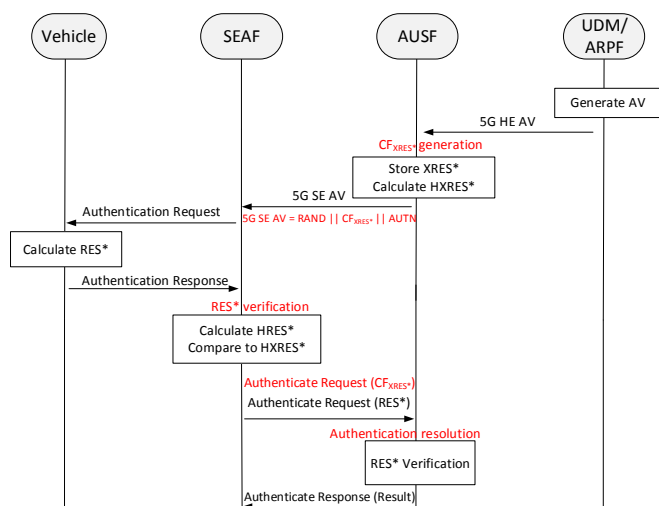 Vehicle
SEAF
AUSF
UDM/
ARPF
Generate AV
5G HE AV
CFXRES* generation
Store XRES*
Calculate HXRES*
5G SE AV
Authentication Request
5G SE AV = RAND || CFXRES* || AUTN
Calculate RES*
Authentication Response
RES* verification
Calculate HRES*
Compare to HXRES*
Authenticate Request (CFXRES*)
Authenticate Request (RES*)
Authentication resolution
RES* Verification
Authenticate Response (Result)